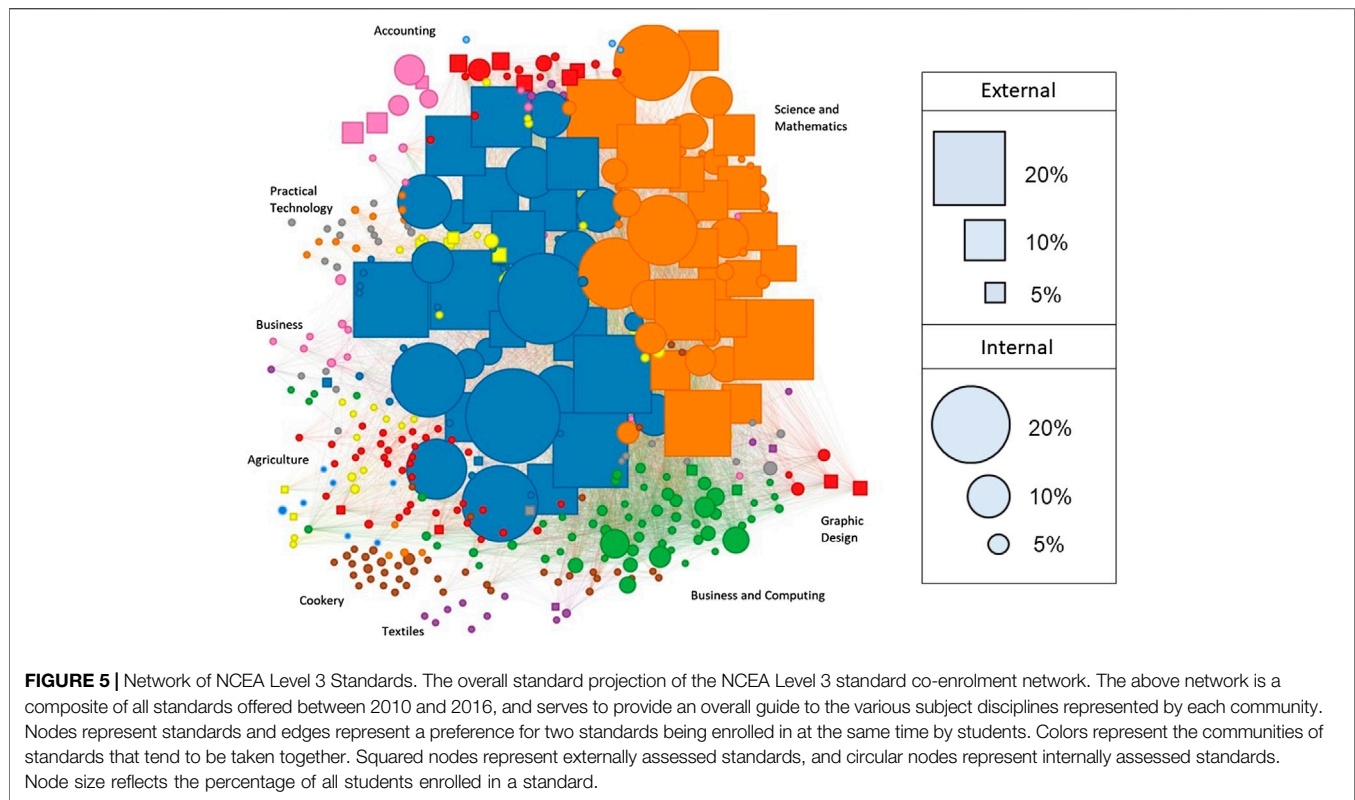 Accounting
Science and
Mathematics
Practical
Technology
Business
Agriculture
Graphic
Design
Cookery
Business and Computing
Textiles
External
20%
10%
5%
Internal
20%
10%
5%
FIGURE 5 | Network of NCEA Level 3 Standards. The overall standard projection of the NCEA Level 3 standard co-enrolment network. The above network is a
composite of all standards offered between 2010 and 2016, and serves to provide an overall guide to the various subject disciplines represented by each community.
Nodes represent standards and edges represent a preference for two standards being enrolled in at the same time by students. Colors represent the communities of
standards that tend to be taken together. Squared nodes represent externally assessed standards, and circular nodes represent internally assessed standards.
Node size reflects the percentage of all students enrolled in a standard.